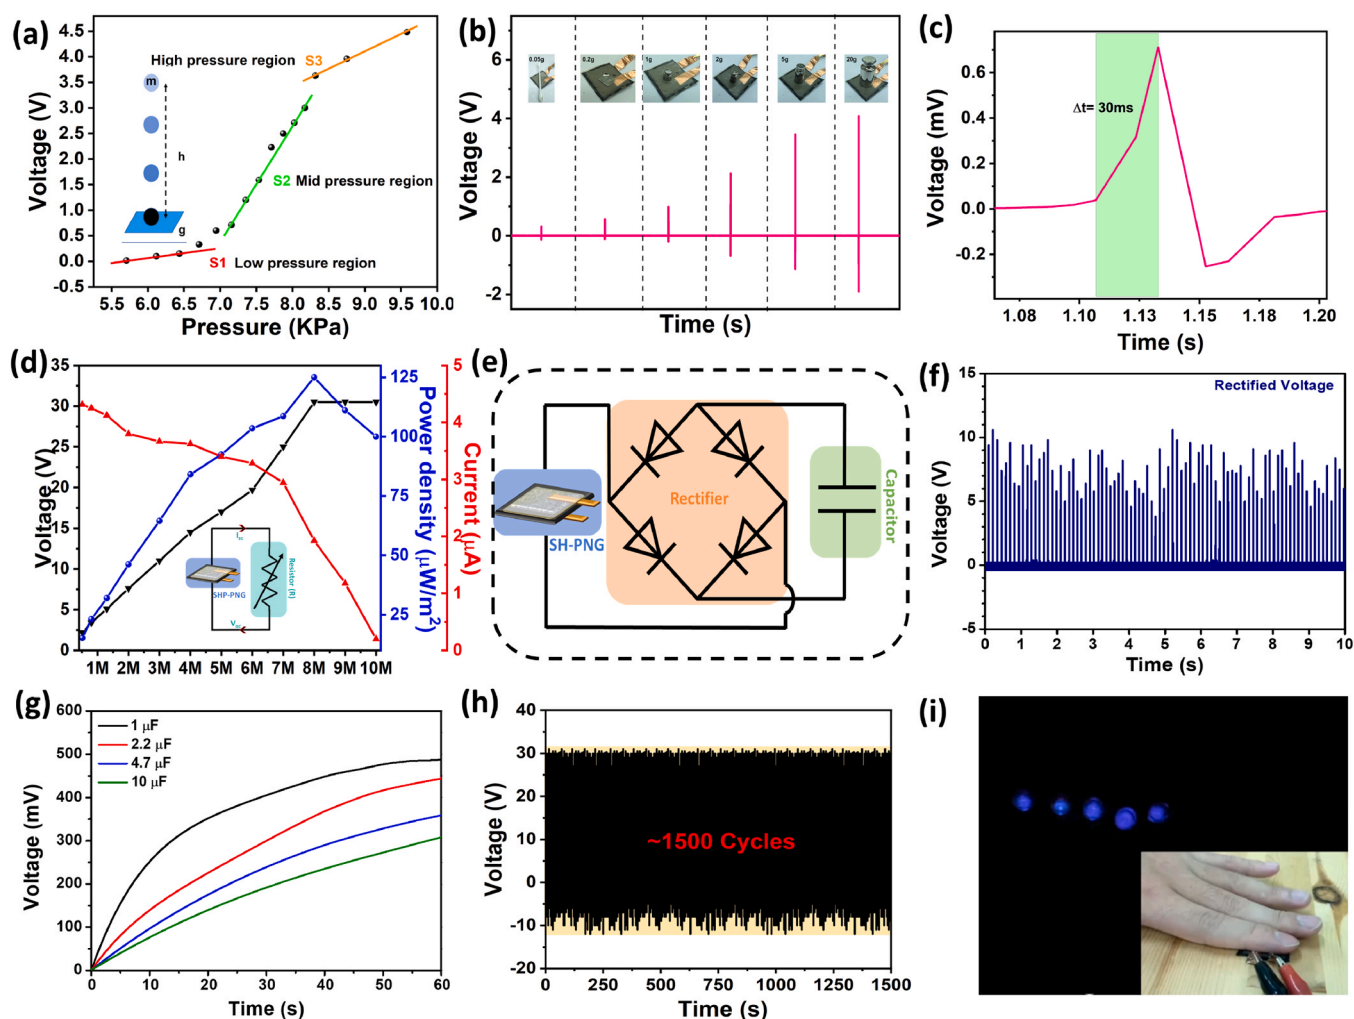 (a)
Voltage (V)
4.5
4.0
3.5
3.0
2.5
2.0
1.5
1.0
0.5
0.0
-0.5
High pressure region S3
m
h
g
S2 Mid pressure region
S1 Low pressure region
5.5 6.0 6.5 7.0 7.5 8.0 8.5 9.0 9.5 10.0
Pressure (KPa)
(b)
Voltage (V)
6
4
2
0
-2
0.05g 0.2g 1g 2g 5g 20g
Time (s)
(c)
Voltage (mV)
0.6
0.4
0.2
0.0
-0.2
Δt= 30ms
1.08 1.10 1.13 1.15 1.18 1.20
Time (s)
(d)
Voltage (V)
35
30
25
20
15
10
5
0
SHP-PNG
Resistor (R)
1M 2M 3M 4M 5M 6M 7M 8M 9M 10M
125
100
75
50
25
Power density (μW/m2)
5
4
3
2
1
0
Current (μA)
(e)
SH-PNG
Rectifier
Capacitor
(f)
Rectified Voltage
Voltage (V)
15
10
5
0
-5
0 1 2 3 4 5 6 7 8 9 10
Time (s)
(g)
Voltage (mV)
600
500
400
300
200
100
0
1 μF
2.2 μF
4.7 μF
10 μF
0 10 20 30 40 50 60
Time (s)
(h)
Voltage (V)
40
30
20
10
0
-10
-20
~1500 Cycles
0 250 500 750 1000 1250 1500
Time (s)
(i)